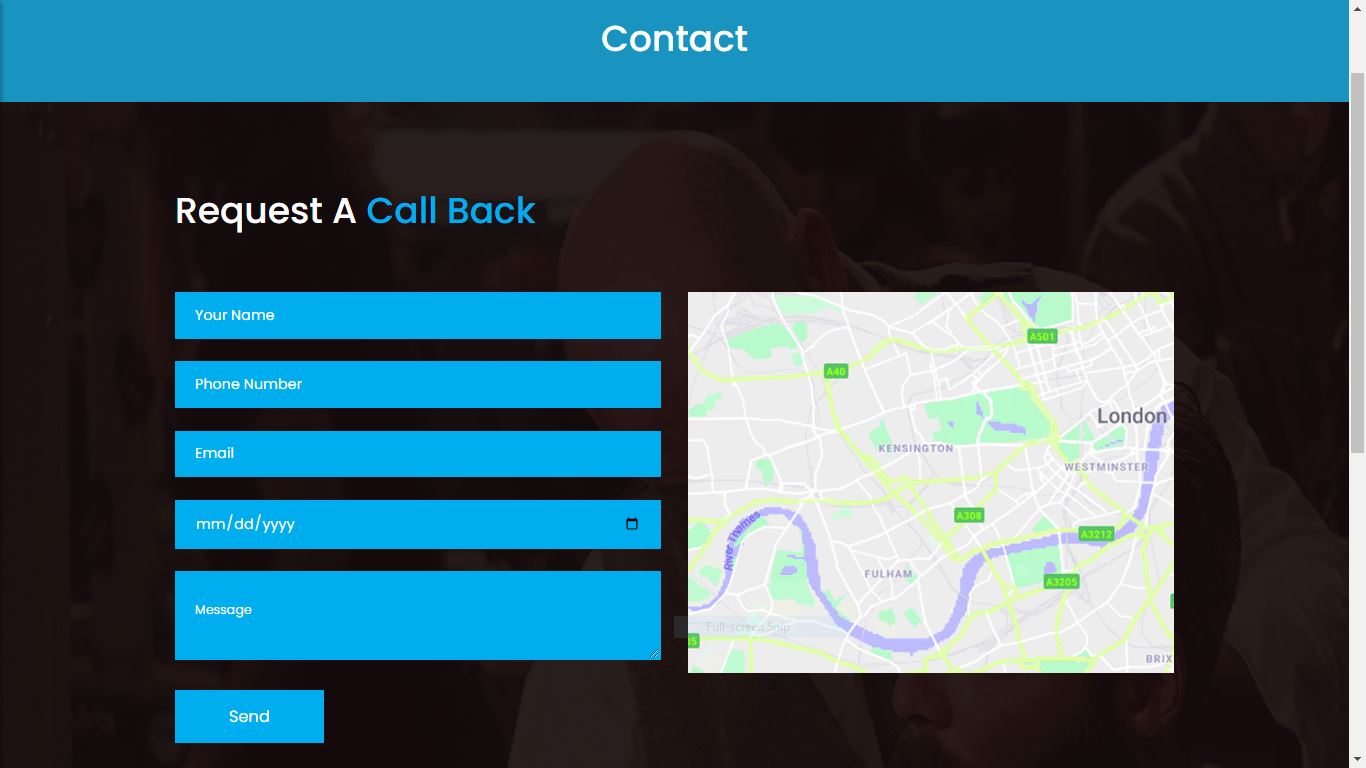 Contact
Request A Call Back
Your Name
Phone Number
Email
mm/dd/yyyy
Message
Send
A501
A40
London
KENSINGTON
WESTMINSTER
A308
River Thames
A3212
FULHAM
A3205
Full-screen Snip
05
BRIX